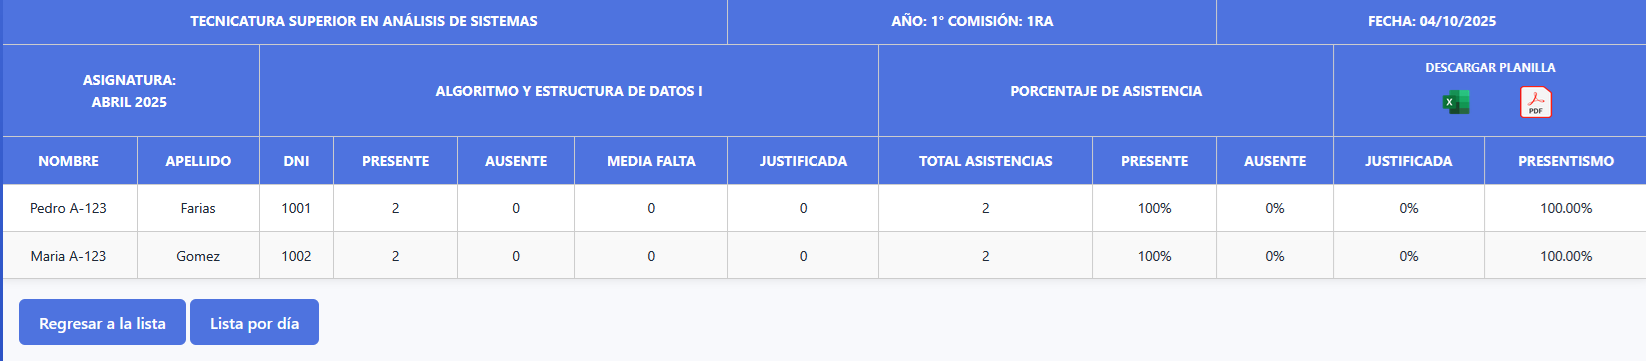 TECNICATURA SUPERIOR EN ANÁLISIS DE SISTEMAS AÑO: 1° COMISIÓN: 1RA FECHA: 04/10/2025
ASIGNATURA:
ABRIL 2025
ALGORITMO Y ESTRUCTURA DE DATOS I
PORCENTAJE DE ASISTENCIA
DESCARGAR PLANILLA
X PDF
NOMBRE APELLIDO DNI PRESENTE AUSENTE MEDIA FALTA JUSTIFICADA TOTAL ASISTENCIAS PRESENTE AUSENTE JUSTIFICADA PRESENTISMO
Pedro A-123 Farias 1001 2 0 0 0 2 100% 0% 0% 100.00%
Maria A-123 Gomez 1002 2 0 0 0 2 100% 0% 0% 100.00%
Regresar a la lista Lista por día